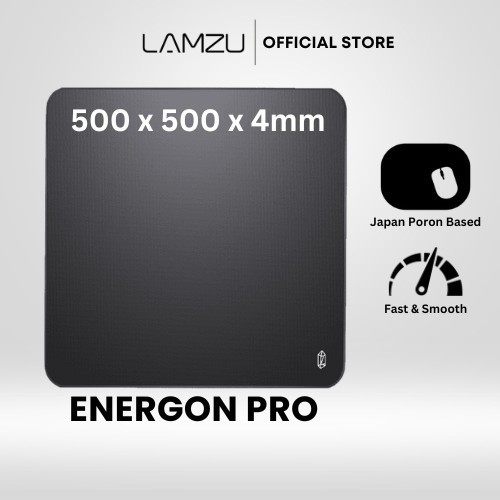 LAMZU OFFICIAL STORE
500 x 500 x 4mm
Japan Poron Based
Fast & Smooth
ENERGON PRO